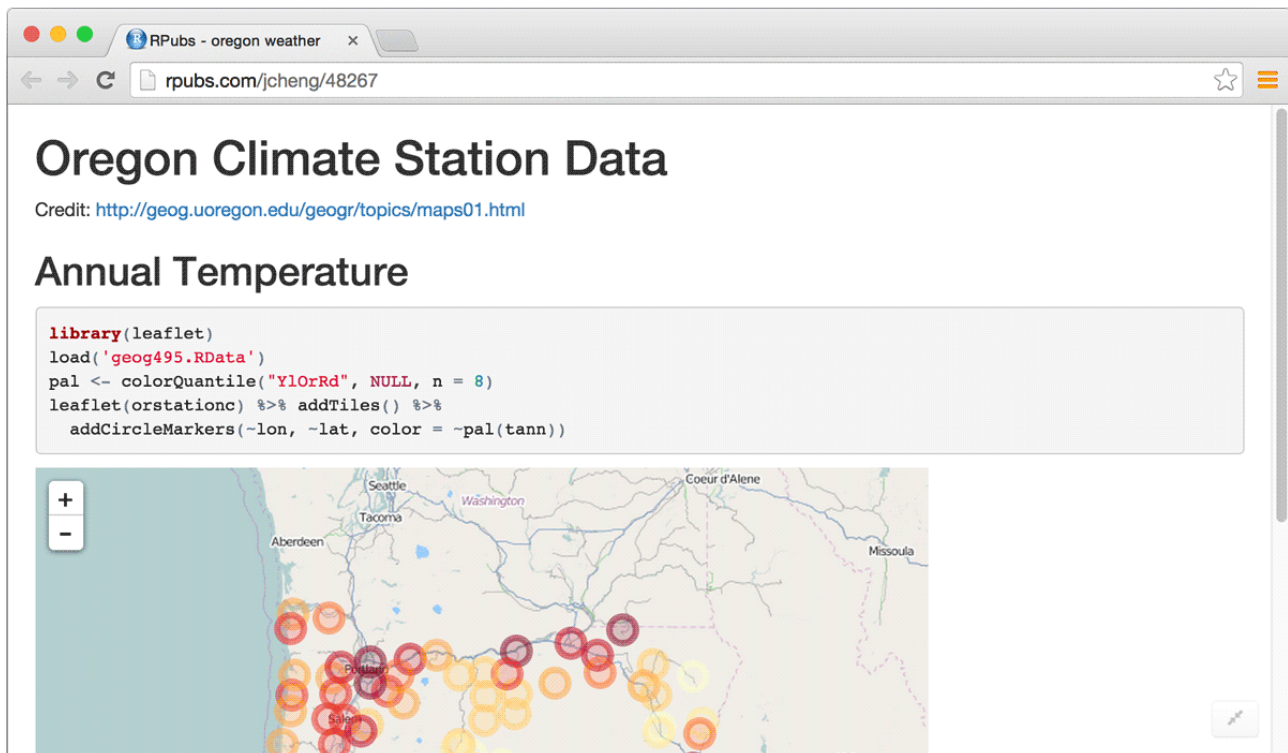 RPubs - oregon weather
rpubs.com/jcheng/48267
Oregon Climate Station Data
Credit: http://geog.uoregon.edu/geogr/topics/maps01.html
Annual Temperature
library(leaflet)
load('geog495.RData')
pal <- colorQuantile("YlOrRd", NULL, n = 8)
leaflet(orstationc) %>% addTiles() %>%
  addCircleMarkers(~lon, ~lat, color = ~pal(tann))
+
-
Seattle
Coeur d'Alene
Washington
Tacoma
Aberdeen
Missoula
Portland
Salem